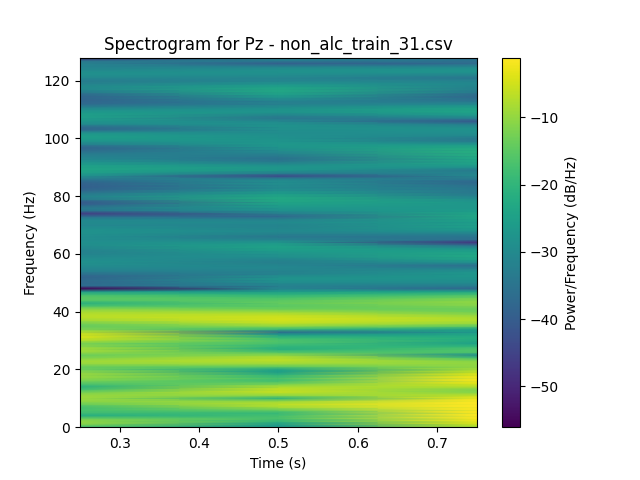 Spectrogram for Pz - non_alc_train_31.csv
120
100
80
60
40
20
0
Frequency (Hz)
0.3 0.4 0.5 0.6 0.7
Time (s)
−10
−20
−30
−40
−50
Power/Frequency (dB/Hz)